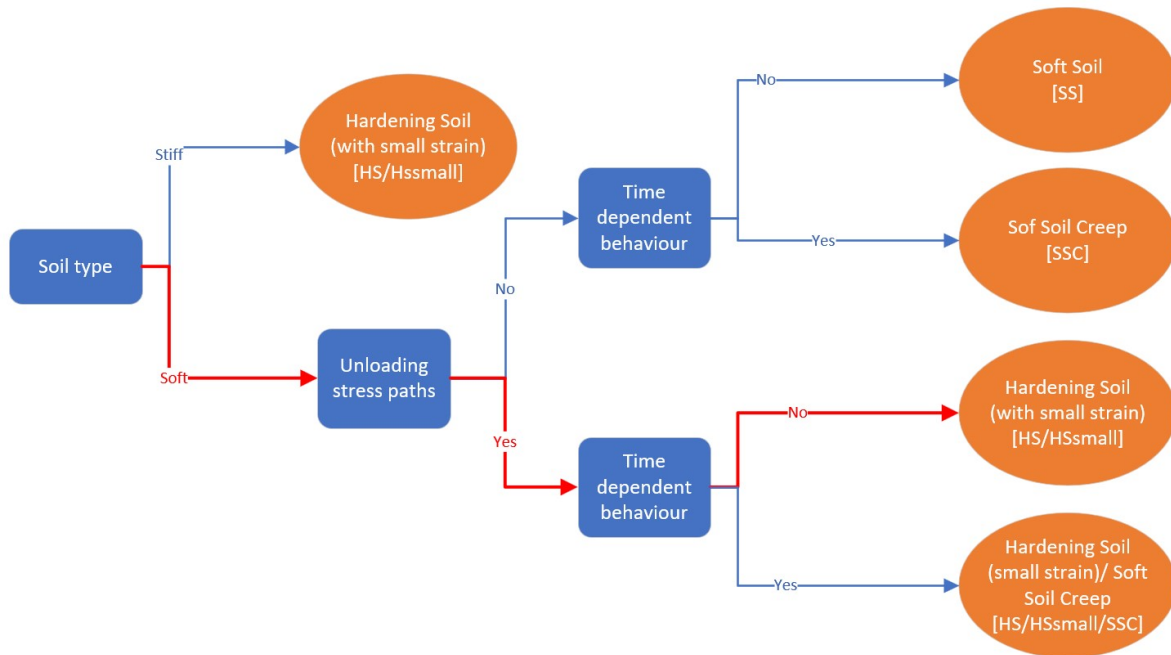 Soil type
Stiff
Hardening Soil
(with small strain)
[HS/Hssmall]
Soft
Unloading
stress paths
No
Time
dependent
behaviour
No
Soft Soil
[SS]
Yes
Sof Soil Creep
[SSC]
Yes
Time
dependent
behaviour
No
Hardening Soil
(with small strain)
[HS/HSsmall]
Yes
Hardening Soil
(small strain)/ Soft
Soil Creep
[HS/HSsmall/SSC]